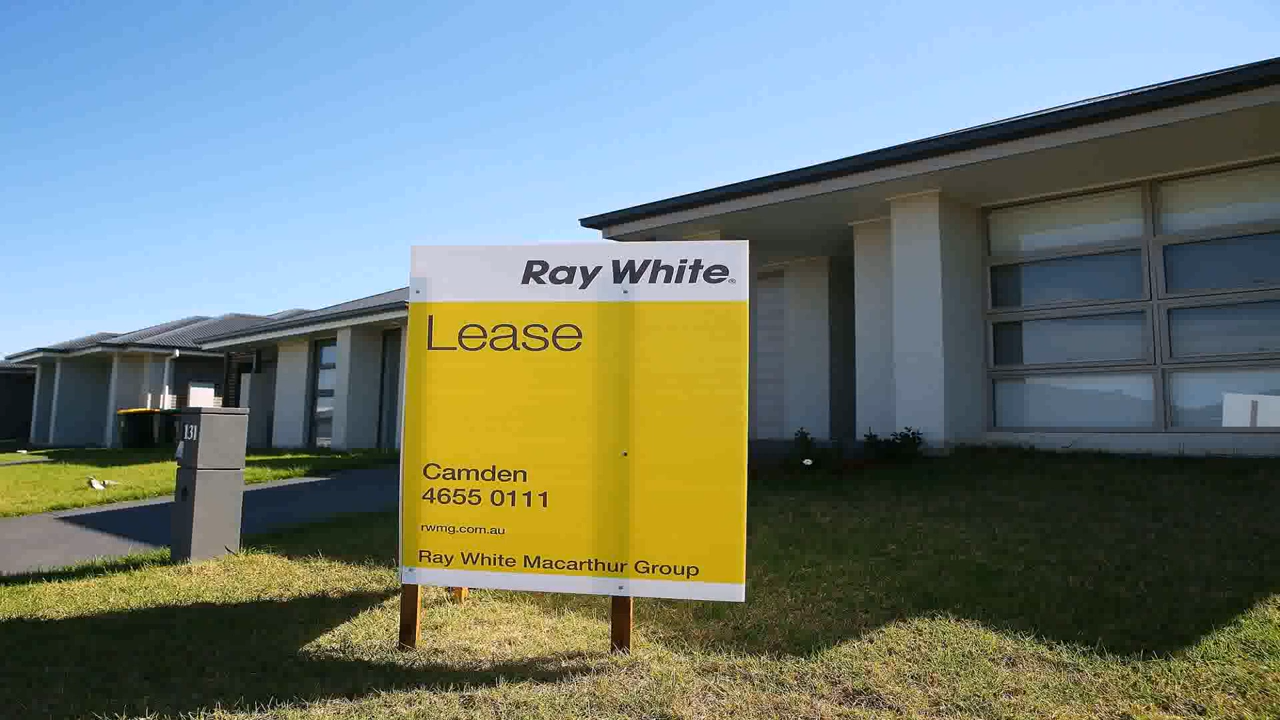 Ray White
Lease
131
Camden
4655 0111
rwmg.com.au
Ray White Macarthur Group